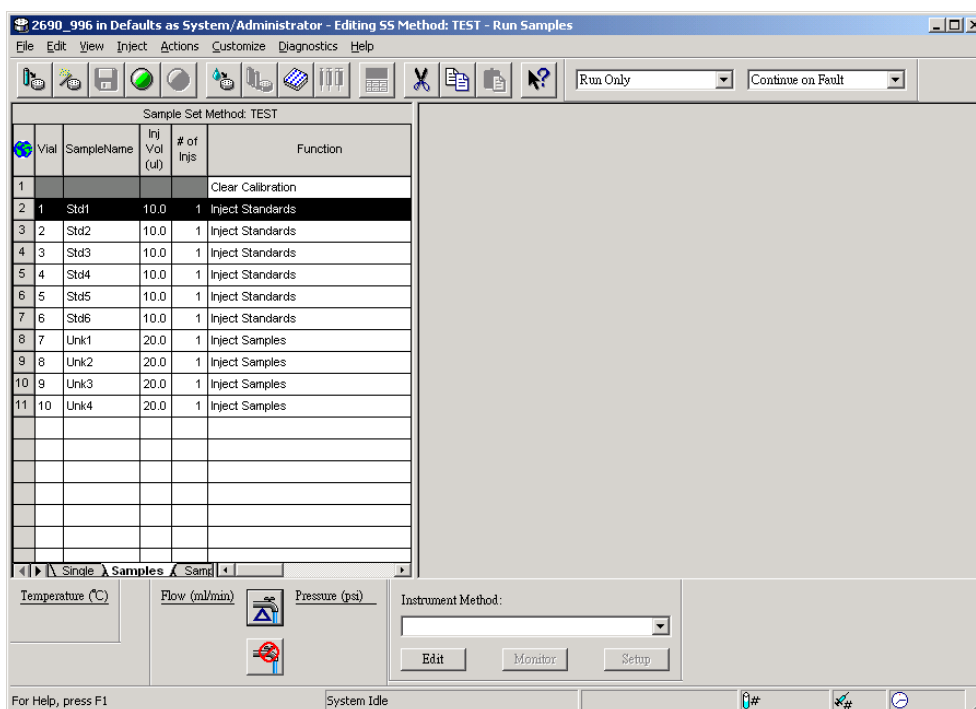 2690_996 in Defaults as System/Administrator - Editing SS Method: TEST - Run Samples
File Edit View Inject Actions Customize Diagnostics Help
Run Only Continue on Fault
Sample Set Method: TEST
Vial SampleName Inj Vol (ul) # of Injs Function
1 Clear Calibration
2 1 Std1 10.0 1 Inject Standards
3 2 Std2 10.0 1 Inject Standards
4 3 Std3 10.0 1 Inject Standards
5 4 Std4 10.0 1 Inject Standards
6 5 Std5 10.0 1 Inject Standards
7 6 Std6 10.0 1 Inject Standards
8 7 Unk1 20.0 1 Inject Samples
9 8 Unk2 20.0 1 Inject Samples
10 9 Unk3 20.0 1 Inject Samples
11 10 Unk4 20.0 1 Inject Samples
Single Samples Samp
Temperature (°C) Flow (ml/min) Pressure (psi) Instrument Method:
Edit Monitor Setup
For Help, press F1 System Idle # #